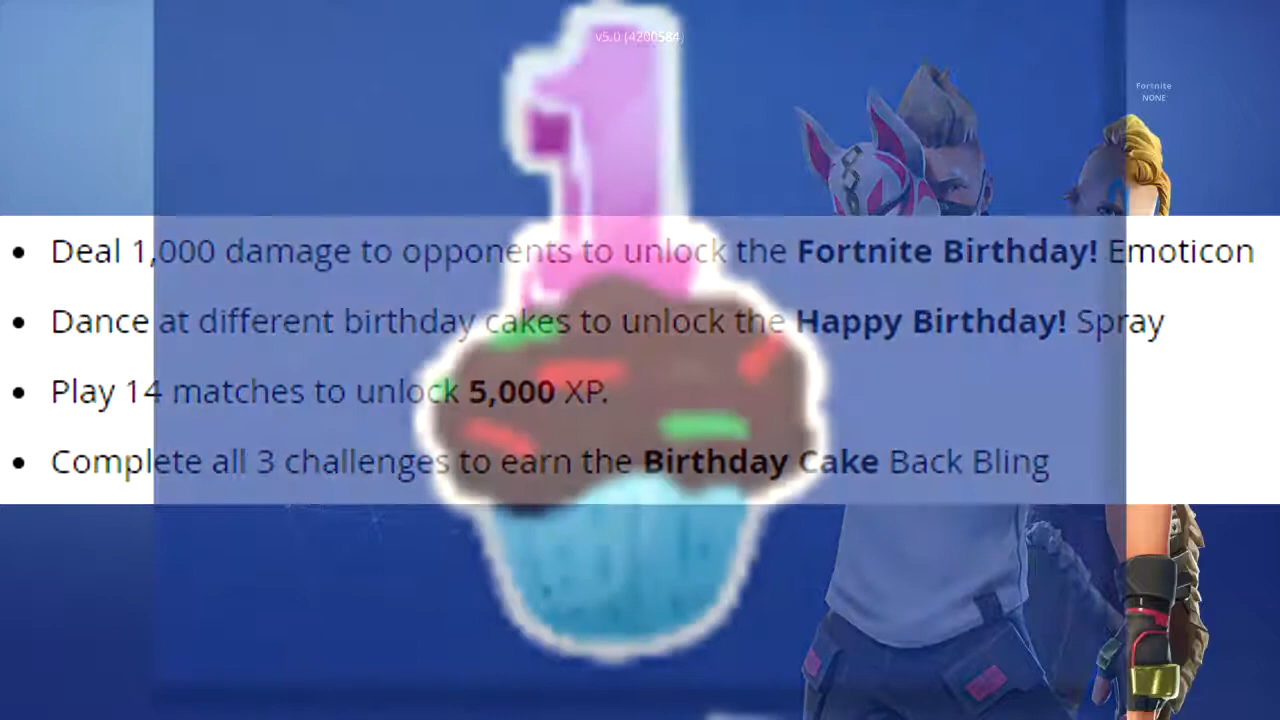 v5.0 (4200584)
Fortnite
NONE
• Deal 1,000 damage to opponents to unlock the Fortnite Birthday! Emoticon
• Dance at different birthday cakes to unlock the Happy Birthday! Spray
• Play 14 matches to unlock 5,000 XP.
• Complete all 3 challenges to earn the Birthday Cake Back Bling
1